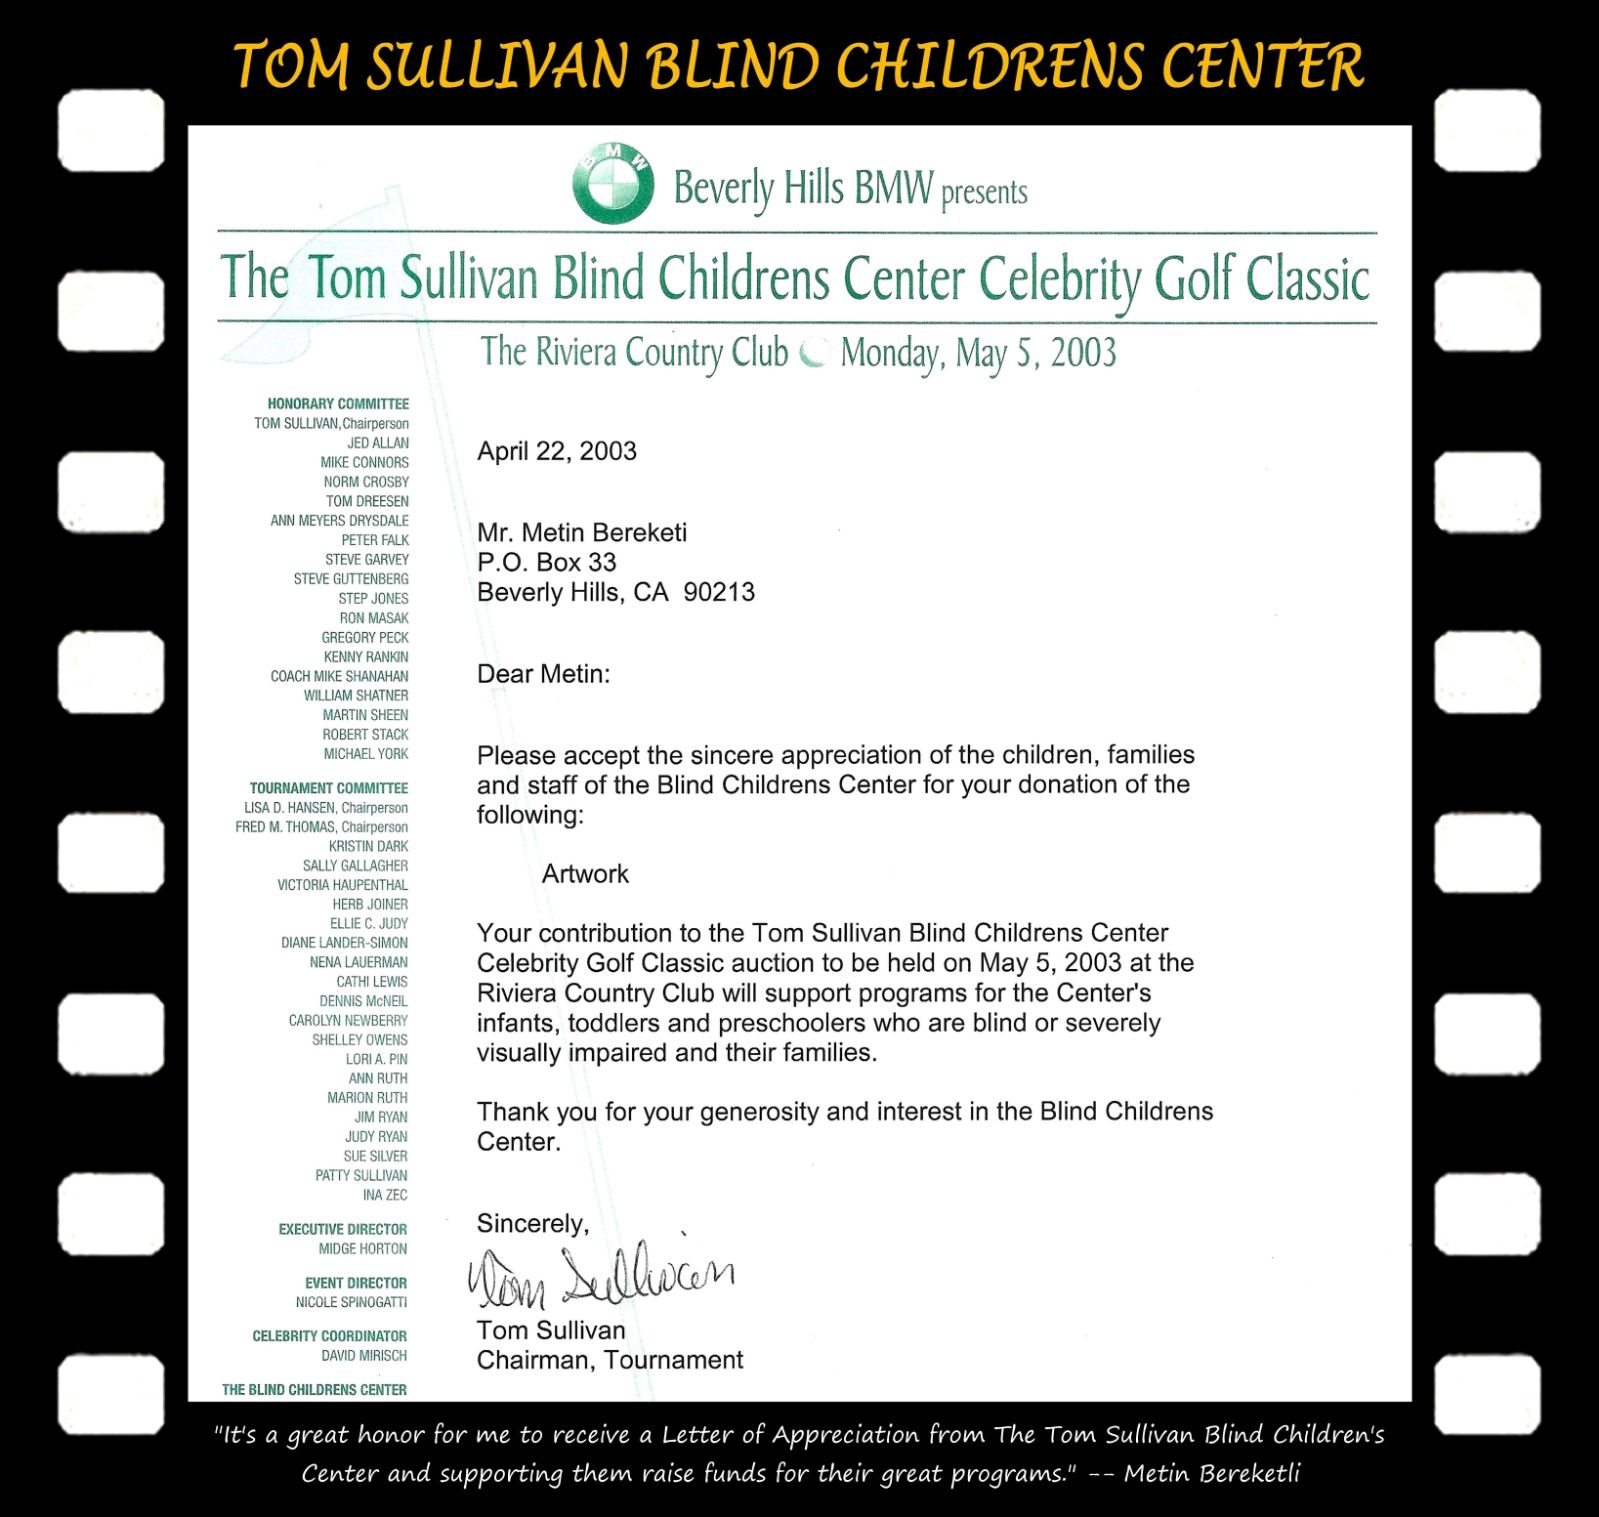 TOM SULLIVAN BLIND CHILDRENS CENTER
BMW
Beverly Hills BMW presents
The Tom Sullivan Blind Childrens Center Celebrity Golf Classic
The Riviera Country Club Monday, May 5, 2003
HONORARY COMMITTEE
TOM SULLIVAN, Chairperson
JED ALLAN
MIKE CONNORS
NORM CROSBY
TOM DREESEN
ANN MEYERS DRYSDALE
PETER FALK
STEVE GARVEY
STEVE GUTTENBERG
STEP JONES
RON MASAK
GREGORY PECK
KENNY RANKIN
COACH MIKE SHANAHAN
WILLIAM SHATNER
MARTIN SHEEN
ROBERT STACK
MICHAEL YORK
TOURNAMENT COMMITTEE
LISA D. HANSEN, Chairperson
FRED M. THOMAS, Chairperson
KRISTIN DARK
SALLY GALLAGHER
VICTORIA HAUPENTHAL
HERB JOINER
ELLIE C. JUDY
DIANE LANDER-SIMON
NENA LAUERMAN
CATHI LEWIS
DENNIS McNEIL
CAROLYN NEWBERRY
SHELLEY OWENS
LORI A. PIN
ANN RUTH
MARION RUTH
JIM RYAN
JUDY RYAN
SUE SILVER
PATTY SULLIVAN
INA ZEC
EXECUTIVE DIRECTOR
MIDGE HORTON
EVENT DIRECTOR
NICOLE SPINOGATTI
CELEBRITY COORDINATOR
DAVID MIRISCH
THE BLIND CHILDRENS CENTER
April 22, 2003
Mr. Metin Bereketi
P.O. Box 33
Beverly Hills, CA  90213
Dear Metin:
Please accept the sincere appreciation of the children, families
and staff of the Blind Childrens Center for your donation of the
following:
Artwork
Your contribution to the Tom Sullivan Blind Childrens Center
Celebrity Golf Classic auction to be held on May 5, 2003 at the
Riviera Country Club will support programs for the Center's
infants, toddlers and preschoolers who are blind or severely
visually impaired and their families.
Thank you for your generosity and interest in the Blind Childrens
Center.
Sincerely,
Tom Sullivan
Tom Sullivan
Chairman, Tournament
"It's a great honor for me to receive a Letter of Appreciation from The Tom Sullivan Blind Children's
Center and supporting them raise funds for their great programs." -- Metin Bereketli